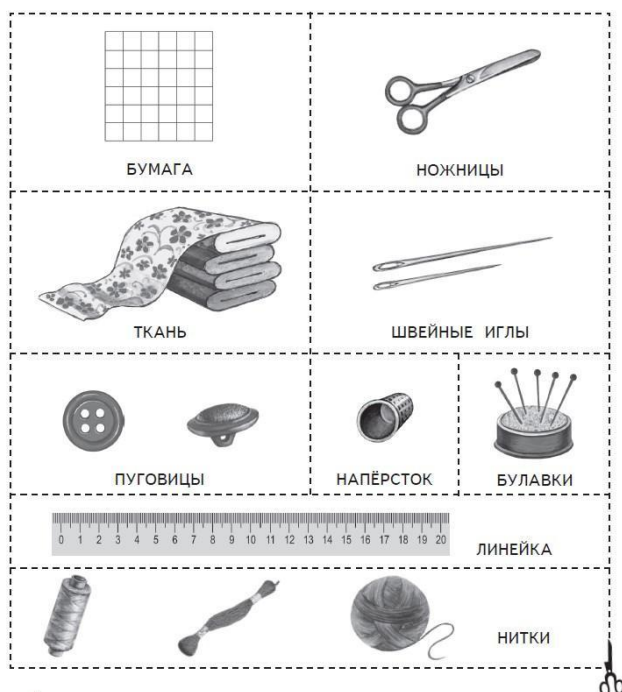 БУМАГА
НОЖНИЦЫ
ТКАНЬ
ШВЕЙНЫЕ ИГЛЫ
ПУГОВИЦЫ
НАПЁРСТОК
БУЛАВКИ
0 1 2 3 4 5 6 7 8 9 10 11 12 13 14 15 16 17 18 19 20
ЛИНЕЙКА
НИТКИ